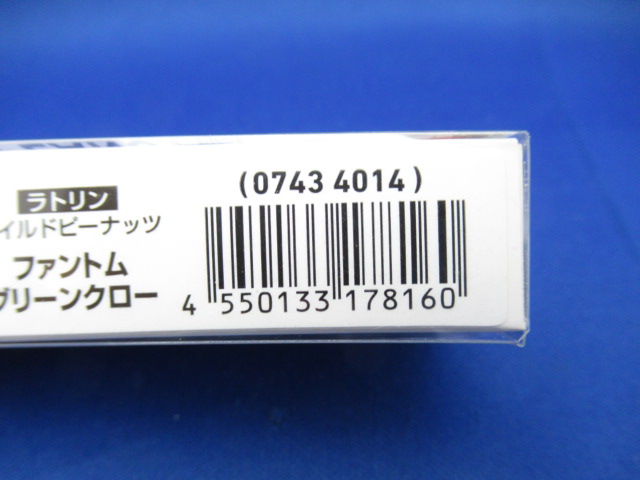 ラトリン
イルドピーナッツ
ファントム
グリーンクロー
(0743 4014)
4 550133 178160